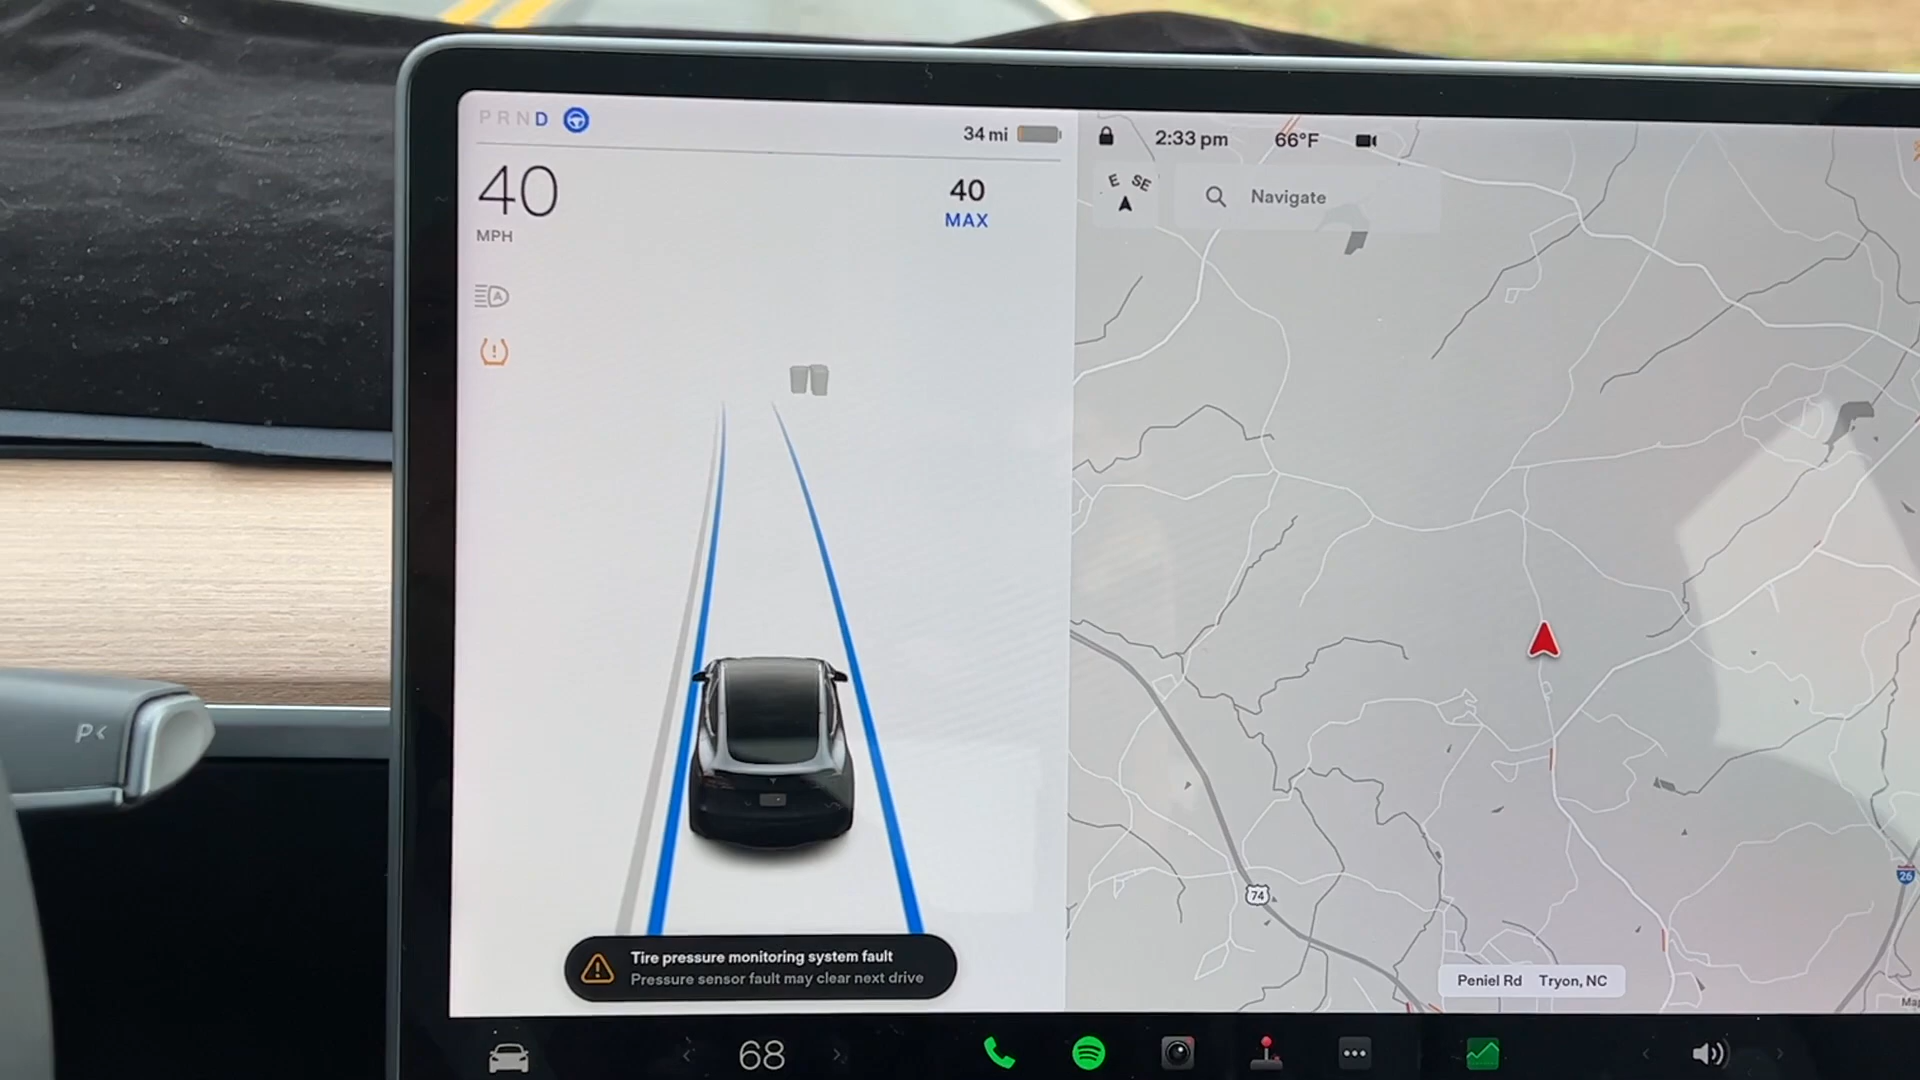 PRND
34 mi
40
MPH
40
MAX
A
Tire pressure monitoring system fault
Pressure sensor fault may clear next drive
2:33 pm
66°F
E SE
Navigate
74
26
Peniel Rd Tryon, NC
Map
P<
68